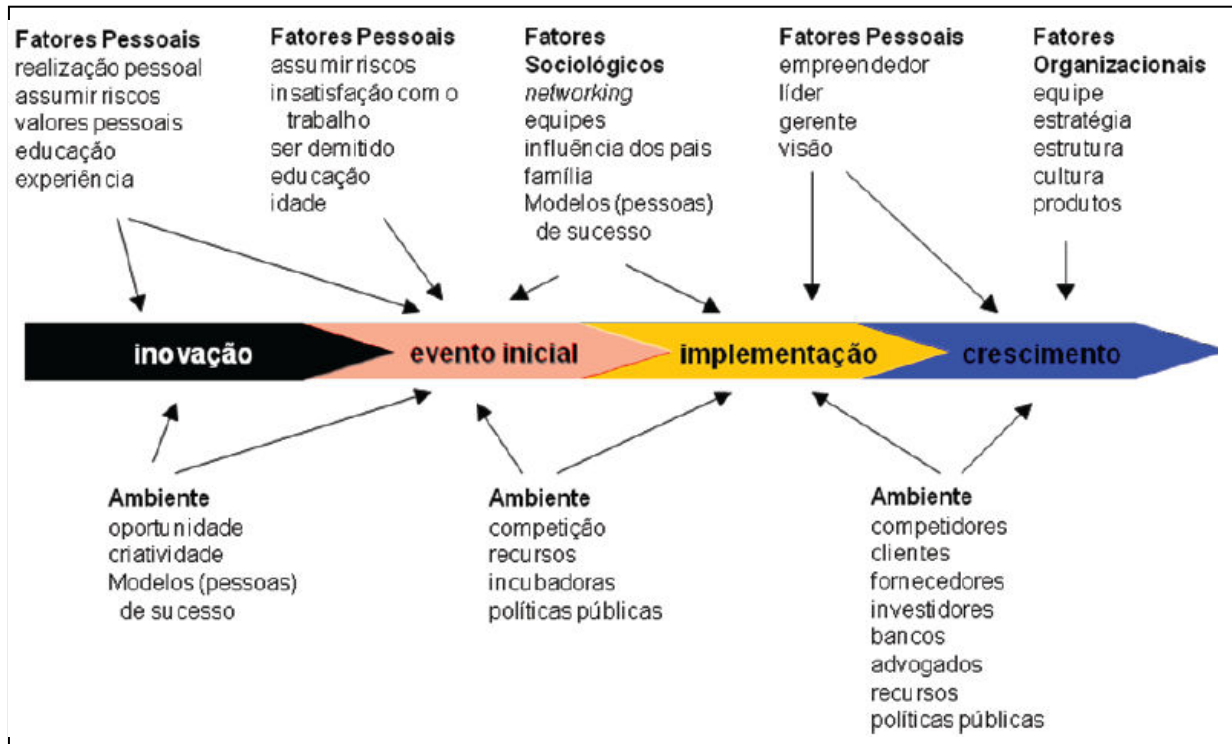 Fatores Pessoais
realização pessoal
assumir riscos
valores pessoais
educação
experiência
Fatores Pessoais
assumir riscos
insatisfação com o
trabalho
ser demitido
educação
idade
Fatores
Sociológicos
networking
equipes
influência dos pais
família
Modelos (pessoas)
de sucesso
Fatores Pessoais
empreendedor
líder
gerente
visão
Fatores
Organizacionais
equipe
estratégia
estrutura
cultura
produtos
inovação
evento inicial
implementação
crescimento
Ambiente
oportunidade
criatividade
Modelos (pessoas)
de sucesso
Ambiente
competição
recursos
incubadoras
políticas públicas
Ambiente
competidores
clientes
fornecedores
investidores
bancos
advogados
recursos
políticas públicas